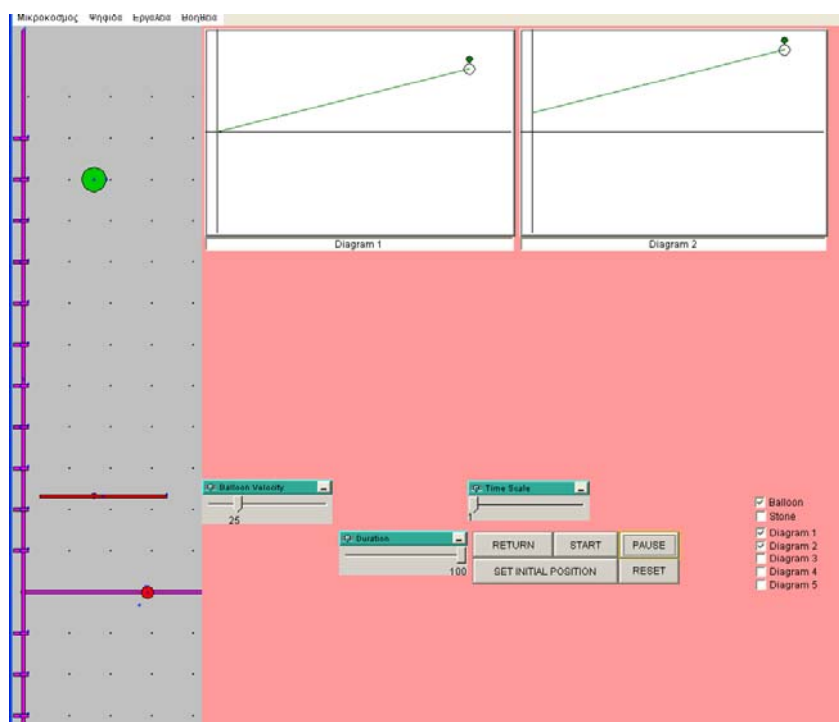 Μικρόκοσμος Ψηφίδα Εργαλεία Βοήθεια
Diagram 1
Diagram 2
Balloon Velocity
25
Time Scale
1
Duration
100
RETURN START PAUSE
SET INITIAL POSITION RESET
Balloon
Stone
Diagram 1
Diagram 2
Diagram 3
Diagram 4
Diagram 5